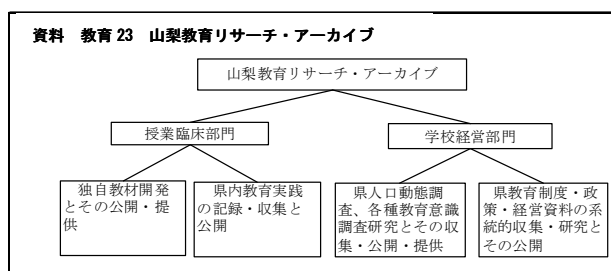 資料 教育23 山梨教育リサーチ・アーカイブ
山梨教育リサーチ・アーカイブ
授業臨床部門
学校経営部門
独自教材開発
とその公開・提
供
県内教育実践
の記録・収集と
公開
県人口動態調
査、各種教育意識
調査研究とその収
集・公開・提供
県教育制度・政
策・経営資料の系
統的収集・研究と
その公開